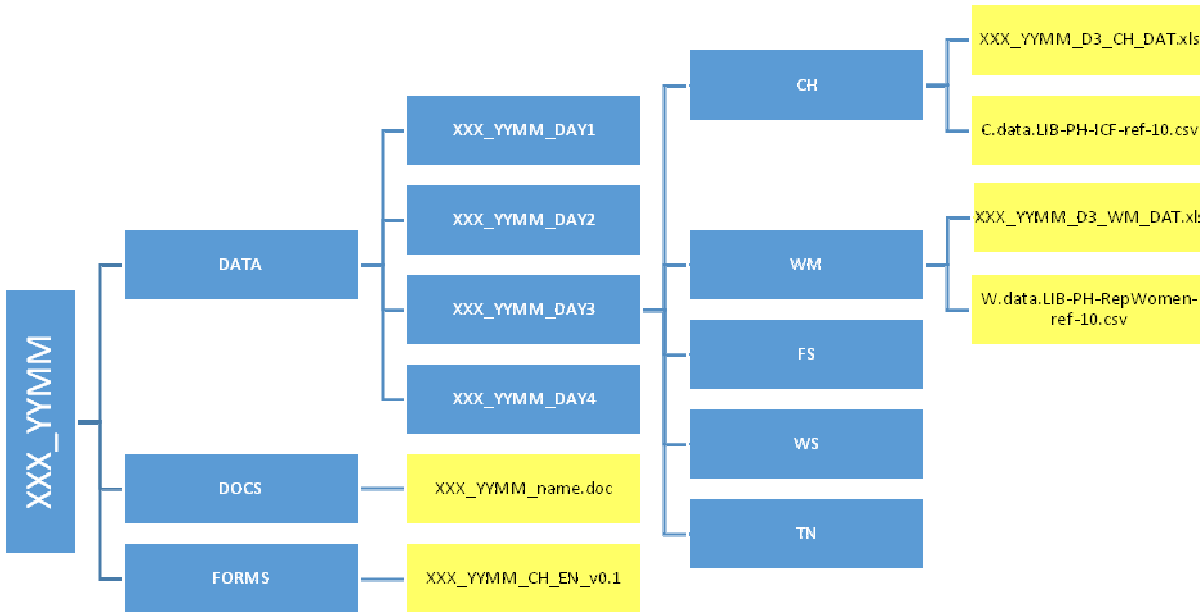 XXX_YYMM
DATA
DOCS
FORMS
XXX_YYMM_DAY1
XXX_YYMM_DAY2
XXX_YYMM_DAY3
XXX_YYMM_DAY4
XXX_YYMM_name.doc
XXX_YYMM_CH_EN_v0.1
CH
WM
FS
WS
TN
XXX_YYMM_D3_CH_DAT.xls
C.data.LIB-PH-ICF-ref-10.csv
XXX_YYMM_D3_WM_DAT.xls
W.data.LIB-PH-RepWomen-
ref-10.csv